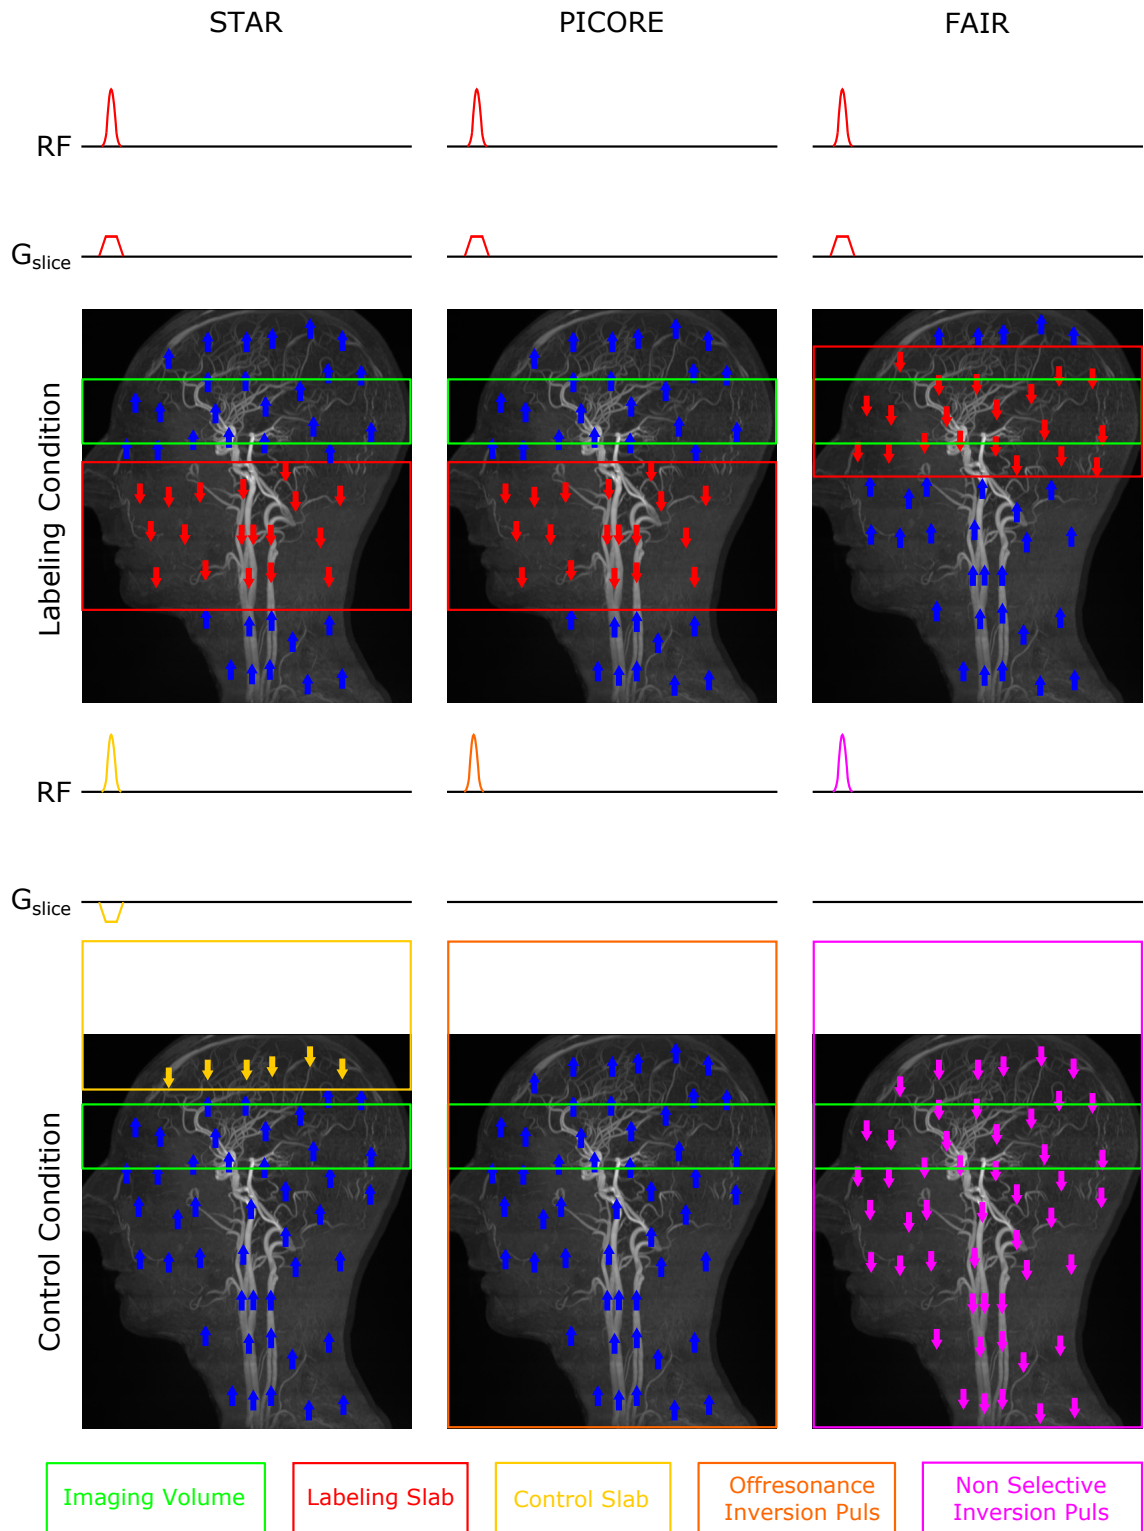 STAR PICORE FAIR
RF
Gslice
Labeling Condition
RF
Gslice
Control Condition
Imaging Volume
Labeling Slab
Control Slab
Offresonance
Inversion Puls
Non Selective
Inversion Puls